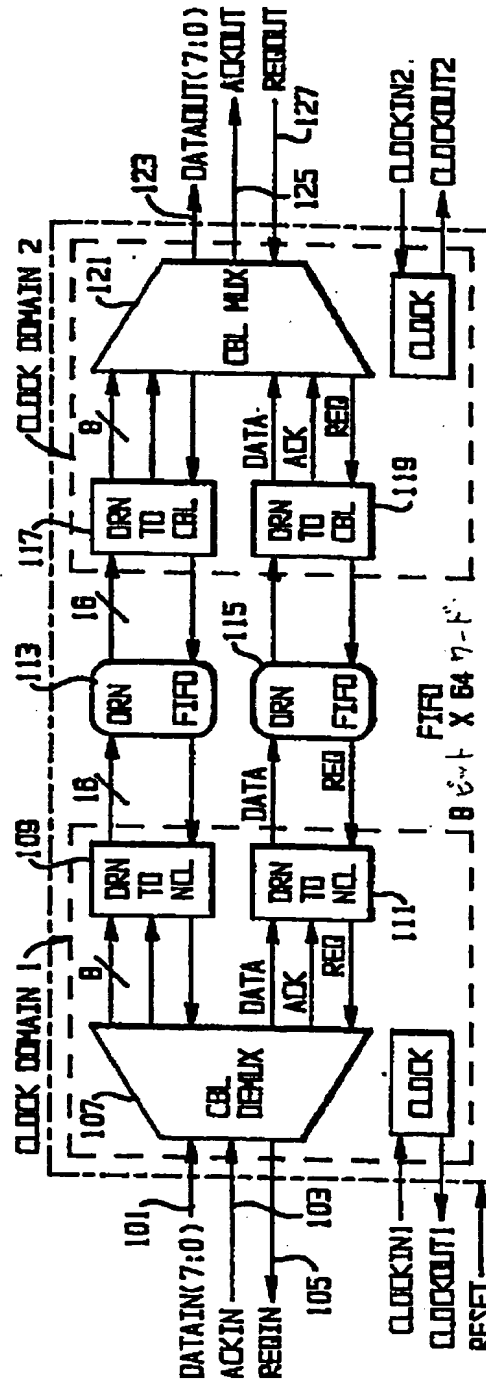 CLOCK DOMAIN 1
CLOCK DOMAIN 2
107
109
113
117
121
123
8
16
16
8
DATAIN(7:0)
101
ACKIN
103
REQIN
105
CBL
DEMUX
DRN
TO
NCL
DRN
FIFO
DRN
TO
CBL
CBL MUX
DATAOUT(7:0)
ACKOUT
125
REQOUT
127
DATA
ACK
REQ
DRN
TO
NCL
111
DATA
REQ
115
DRN
FIFO
DRN
TO
CBL
119
DATA
ACK
REQ
CLOCKIN1
CLOCKOUT1
CLOCK
RESET
FIFO
8ビット X 64 ワード
CLOCK
CLOCKIN2
CLOCKOUT2